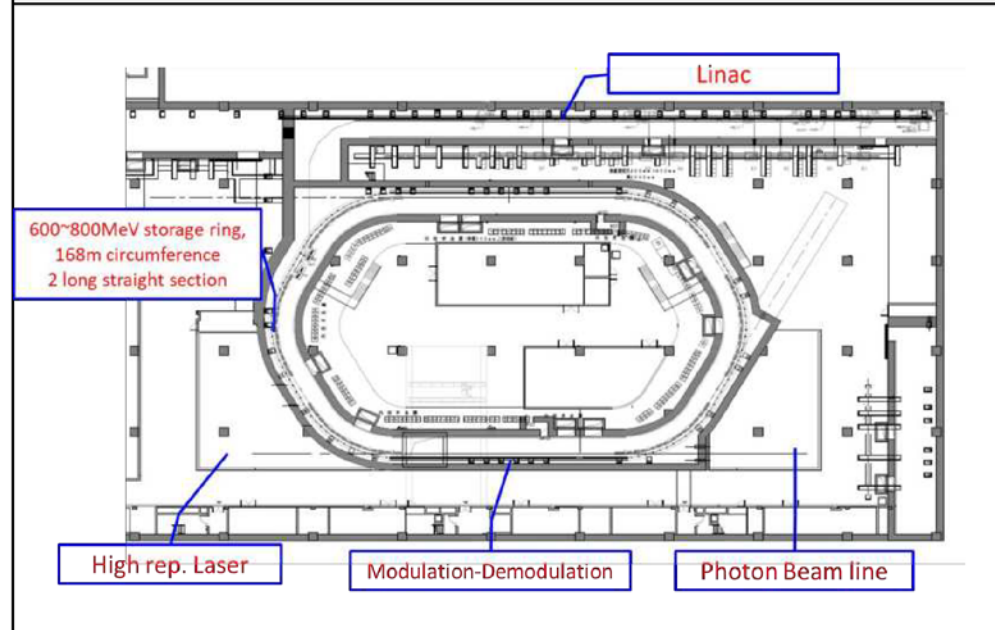 Linac
600~800MeV storage ring,
168m circumference
2 long straight section
High rep. Laser
Modulation-Demodulation
Photon Beam line